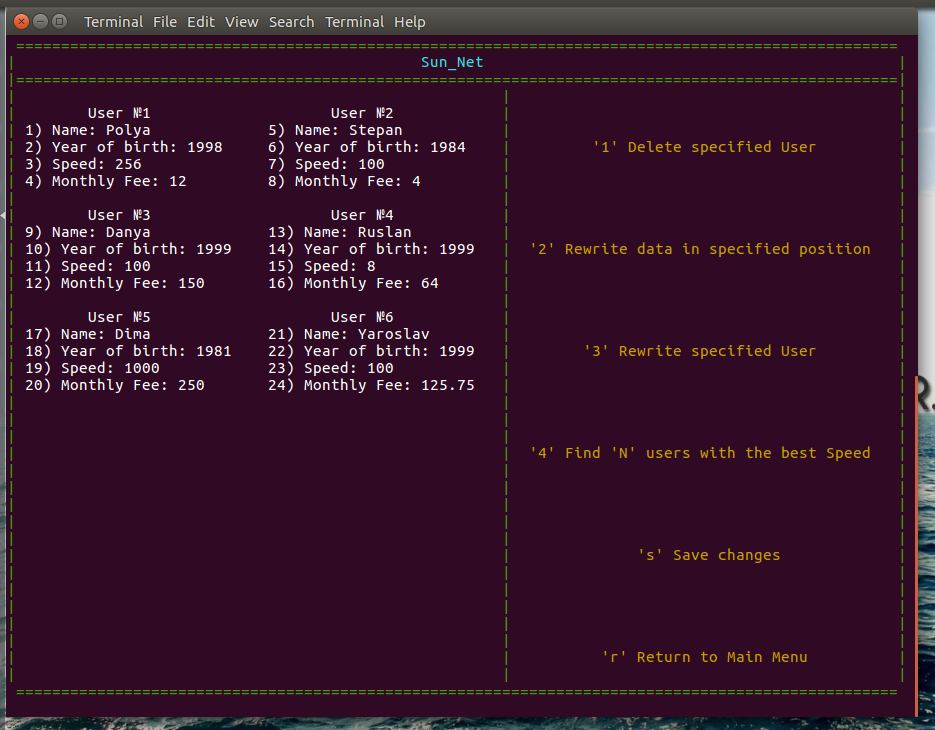 Terminal File Edit View Search Terminal Help
Sun_Net
User №1
1) Name: Polya
2) Year of birth: 1998
3) Speed: 256
4) Monthly Fee: 12
User №2
5) Name: Stepan
6) Year of birth: 1984
7) Speed: 100
8) Monthly Fee: 4
User №3
9) Name: Danya
10) Year of birth: 1999
11) Speed: 100
12) Monthly Fee: 150
User №4
13) Name: Ruslan
14) Year of birth: 1999
15) Speed: 8
16) Monthly Fee: 64
User №5
17) Name: Dima
18) Year of birth: 1981
19) Speed: 1000
20) Monthly Fee: 250
User №6
21) Name: Yaroslav
22) Year of birth: 1999
23) Speed: 100
24) Monthly Fee: 125.75
'1' Delete specified User
'2' Rewrite data in specified position
'3' Rewrite specified User
'4' Find 'N' users with the best Speed
's' Save changes
'r' Return to Main Menu